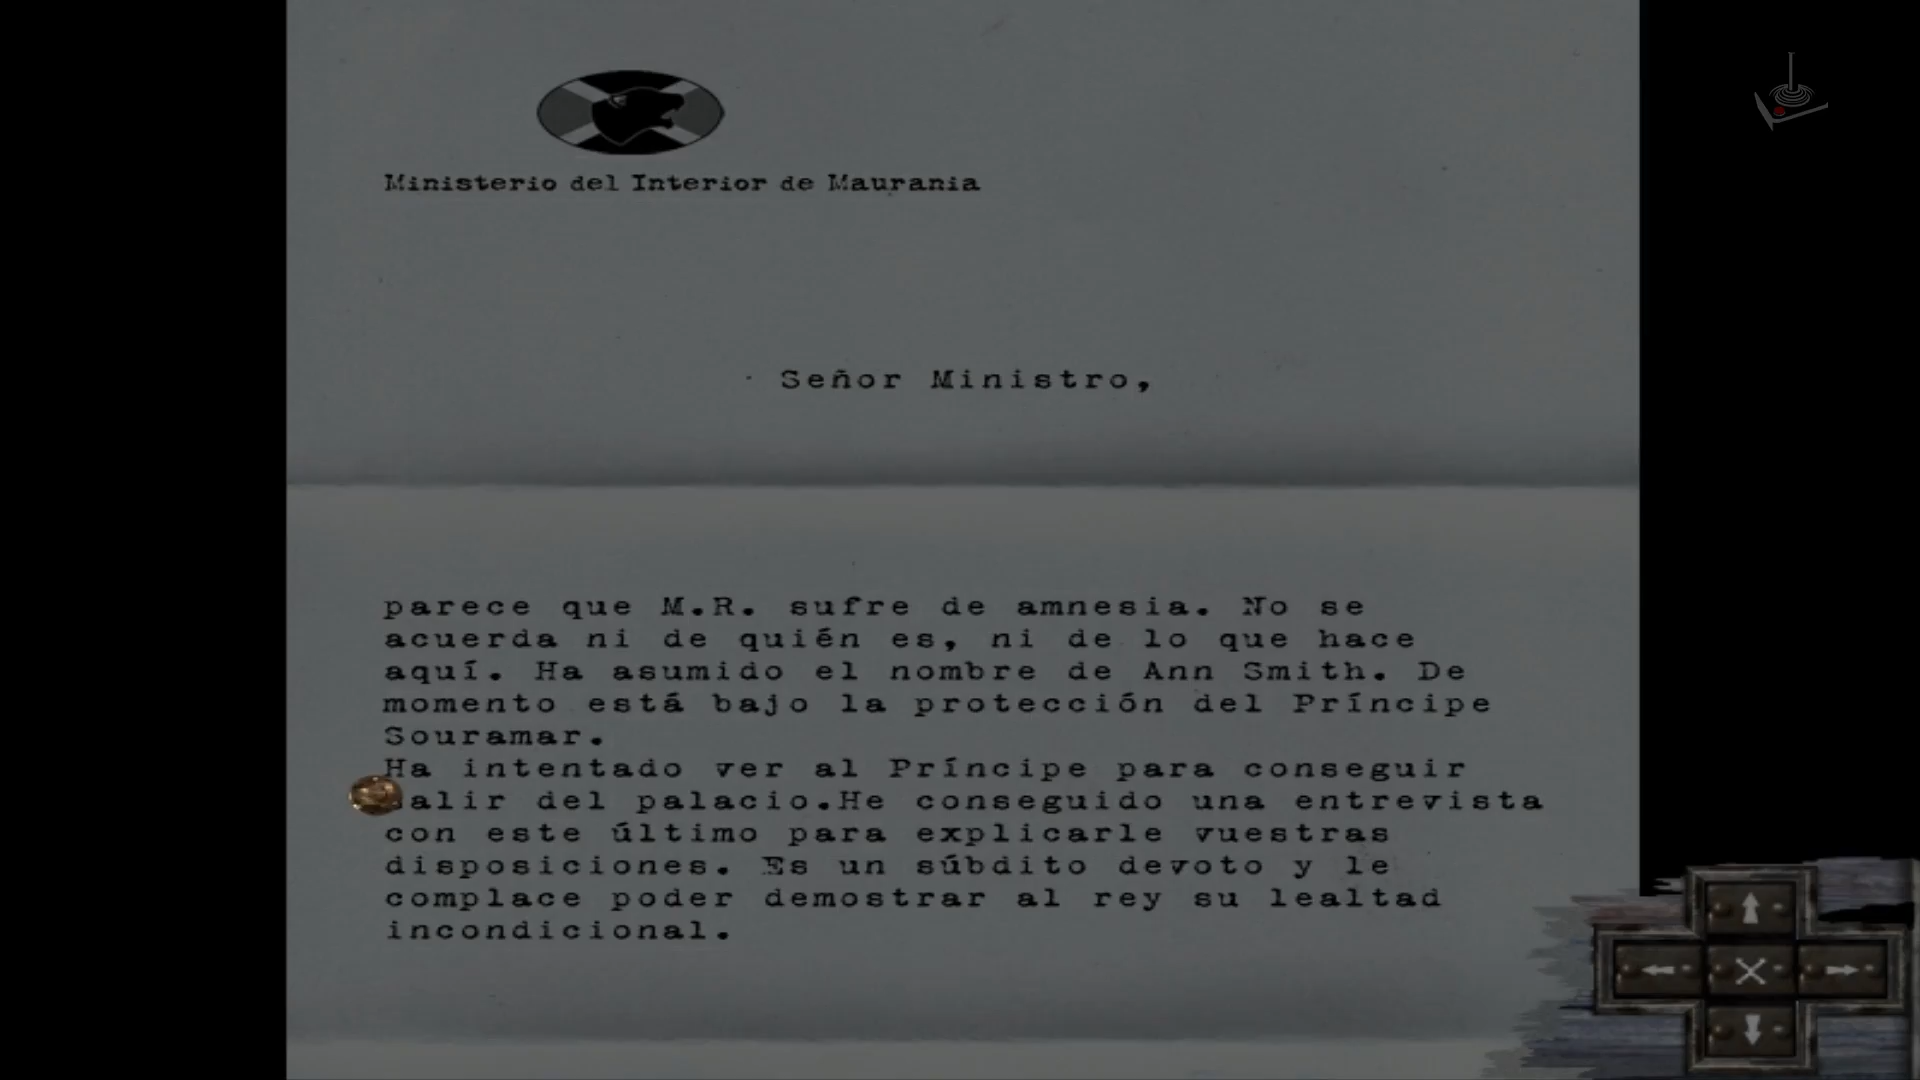 Ministerio del Interior de Maurania
Señor Ministro,
parece que M.R. sufre de amnesia. No se
acuerda ni de quién es, ni de lo que hace
aquí. Ha asumido el nombre de Ann Smith. De
momento está bajo la protección del Príncipe
Souramar.
Ha intentado ver al Príncipe para conseguir
alir del palacio.He conseguido una entrevista
con este último para explicarle vuestras
disposiciones. Es un súbdito devoto y le
complace poder demostrar al rey su lealtad
incondicional.